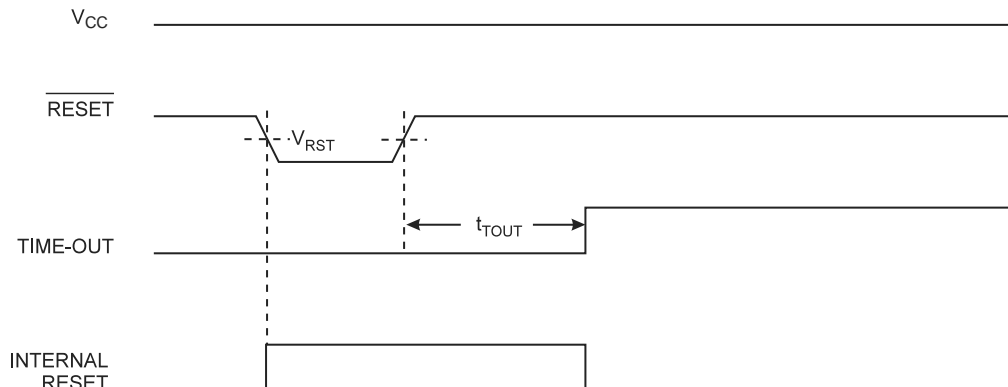 VCC
RESET
VRST
tTOUT
TIME-OUT
INTERNAL
RESET